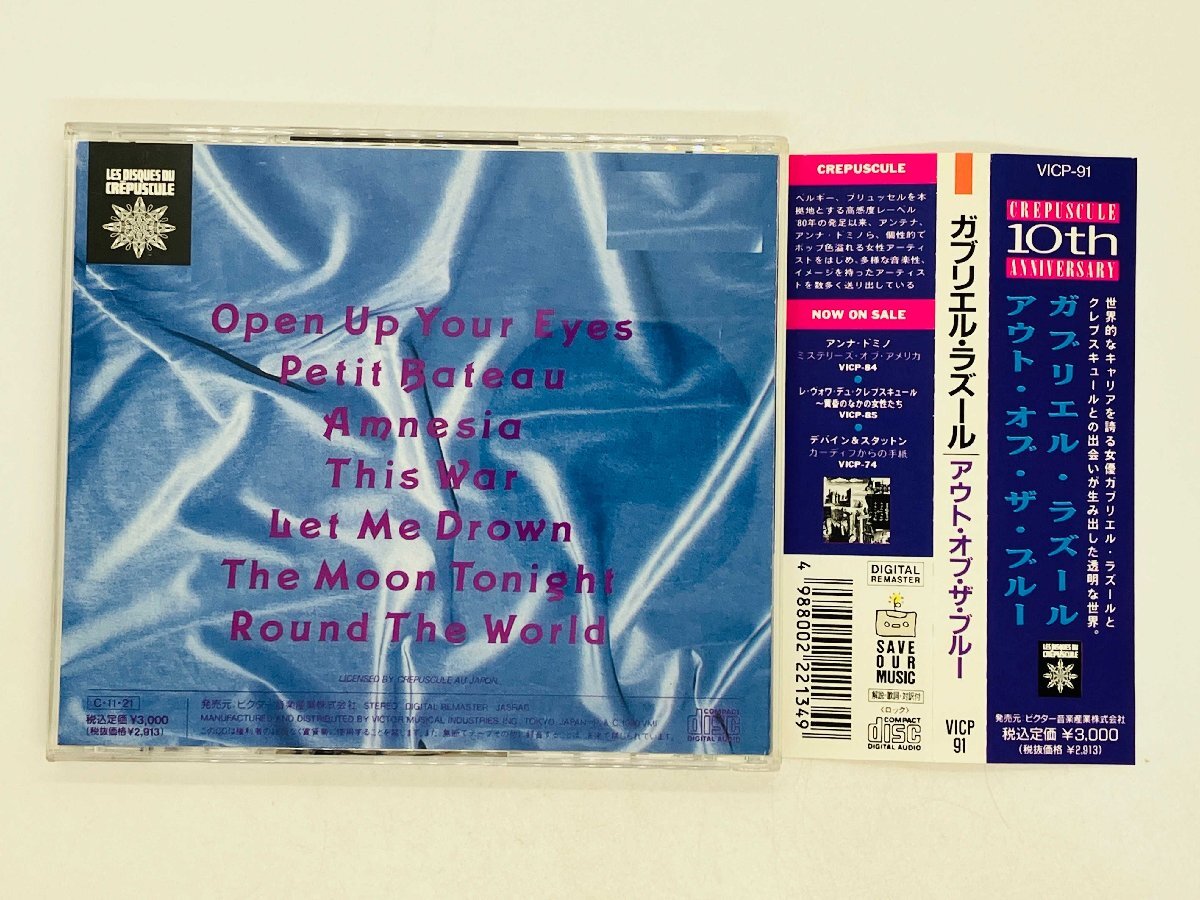 LES DISQUES DU
CRÉPUSCULE
Open Up Your Eyes
Petit Bateau
Amnesia
This War
Let Me Drown
The Moon Tonight
Round The World
LICENSED BY CREPUSCULE AU JAPON.
C・11・21
税込定価 ¥3,000
(税抜価格 ¥2,913)
発売元 ビクター音楽産業株式会社 STEREO DIGITAL REMASTER JASRAC
MANUFACTURED AND DISTRIBUTED BY VICTOR MUSICAL INDUSTRIES, INC. TOKYO, JAPAN
COMPACT
disc
DIGITAL AUDIO
CREPUSCULE
ベルギー、ブリュッセルを本
拠地とする高感度レーベル
'80年の発足以来、アンテナ、
アンナ・ドミノら、個性的で
ポップ色溢れる女性アーティ
ストをはじめ、多様な音楽性、
イメージを持ったアーティス
トを数多く送り出している
NOW ON SALE
アンナ・ドミノ
ミステリーズ・オブ・アメリカ
VICP-84
レ・ヴォワ・デュ・クレプスキュール
～黄昏のなかの女性たち
VICP-85
デバイン&スタットン
カーディフからの手紙
VICP-74
4 988002 221349
DIGITAL
REMASTER
SAVE
OUR
MUSIC
解説・歌詞・対訳付
<ロック>
COMPACT
disc
DIGITAL AUDIO
ガブリエル・ラズール
アウト・オブ・ザ・ブルー
VICP
91
VICP-91
CREPUSCULE
10th
ANNIVERSARY
世界的なキャリアを誇る女優ガブリエル・ラズールと
クレプスキュールとの出会いが生み出した透明な世界。
ガブリエル・ラズール
アウト・オブ・ザ・ブルー
LES DISQUES DU
CRÉPUSCULE
発売元 ビクター音楽産業株式会社
税込定価 ¥3,000
(税抜価格 ¥2,913)